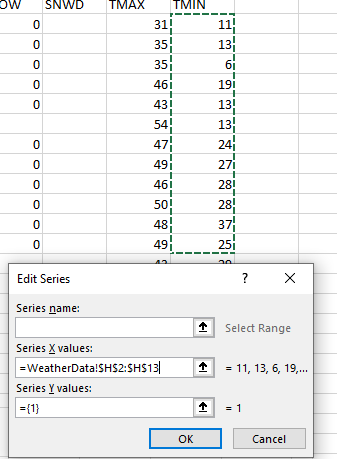 OW SNWD TMAX TMIN
0 31 11
0 35 13
0 35 6
0 46 19
0 43 13
54 13
0 47 24
0 49 27
0 46 28
0 50 28
0 48 37
0 49 25
Edit Series ? ×
Series name:
Select Range
Series X values:
=WeatherData!$H$2:$H$13 = 11, 13, 6, 19,...
Series Y values:
={1} = 1
OK Cancel